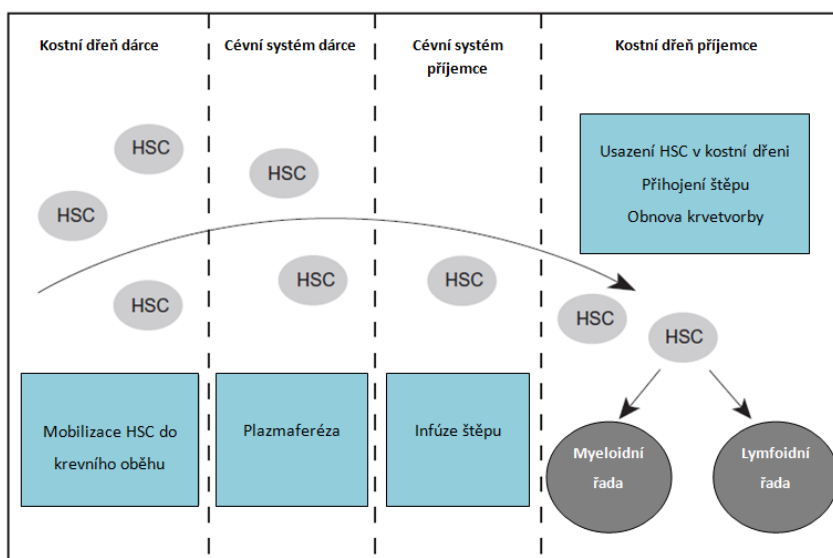 Kostní dřeň dárce
Cévní systém dárce
Cévní systém
příjemce
Kostní dřeň příjemce
HSC
HSC
HSC
HSC
HSC
HSC
HSC
HSC
Usazení HSC v kostní dřeni
Přihojení štěpu
Obnova krvetvorby
Mobilizace HSC do
krevního oběhu
Plazmaferéza
Infúze štěpu
Myeloidní
řada
Lymfoidní
řada